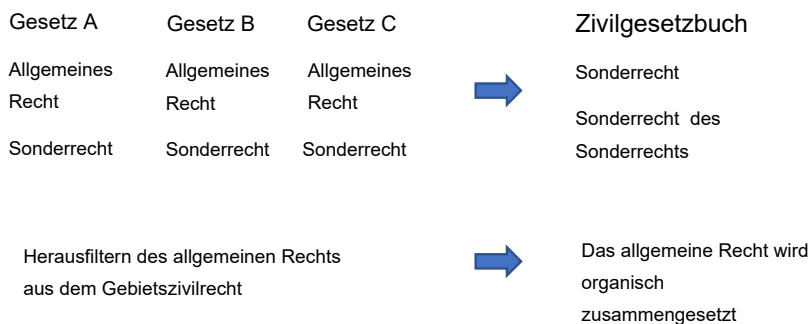 Gesetz A Gesetz B Gesetz C Zivilgesetzbuch
Allgemeines Allgemeines Allgemeines Sonderrecht
Recht Recht Recht
Sonderrecht des
Sonderrecht Sonderrecht Sonderrecht Sonderrechts
Herausfiltern des allgemeinen Rechts
aus dem Gebietszivilrecht
Das allgemeine Recht wird
organisch
zusammengesetzt